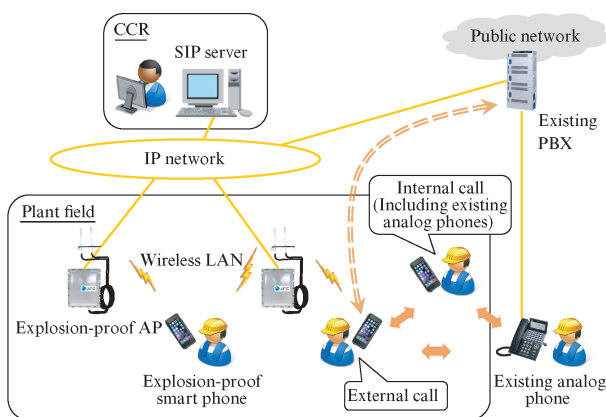 CCR
SIP server
Public network
Existing
PBX
IP network
Internal call
(Including existing
analog phones)
Plant field
Wireless LAN
Explosion-proof AP
Explosion-proof
smart phone
External call
Existing analog
phone